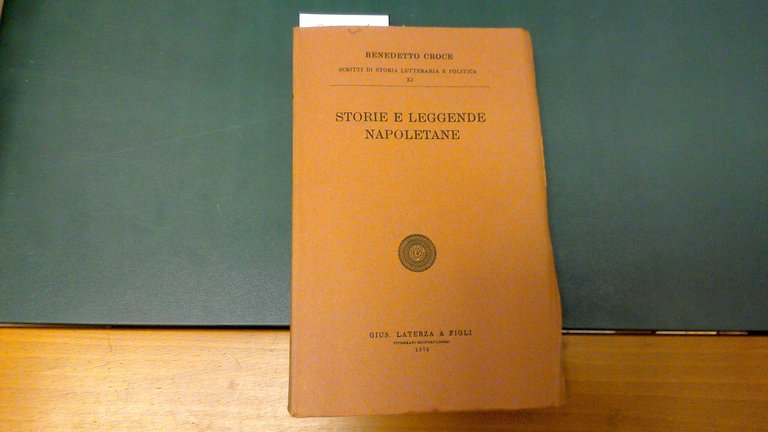 BENEDETTO CROCE
SCRITTI DI STORIA LETTERARIA E POLITICA
XI
STORIE E LEGGENDE
NAPOLETANE
GIUS. LATERZA & FIGLI
TIPOGRAFI-EDITORI-LIBRAI
1976